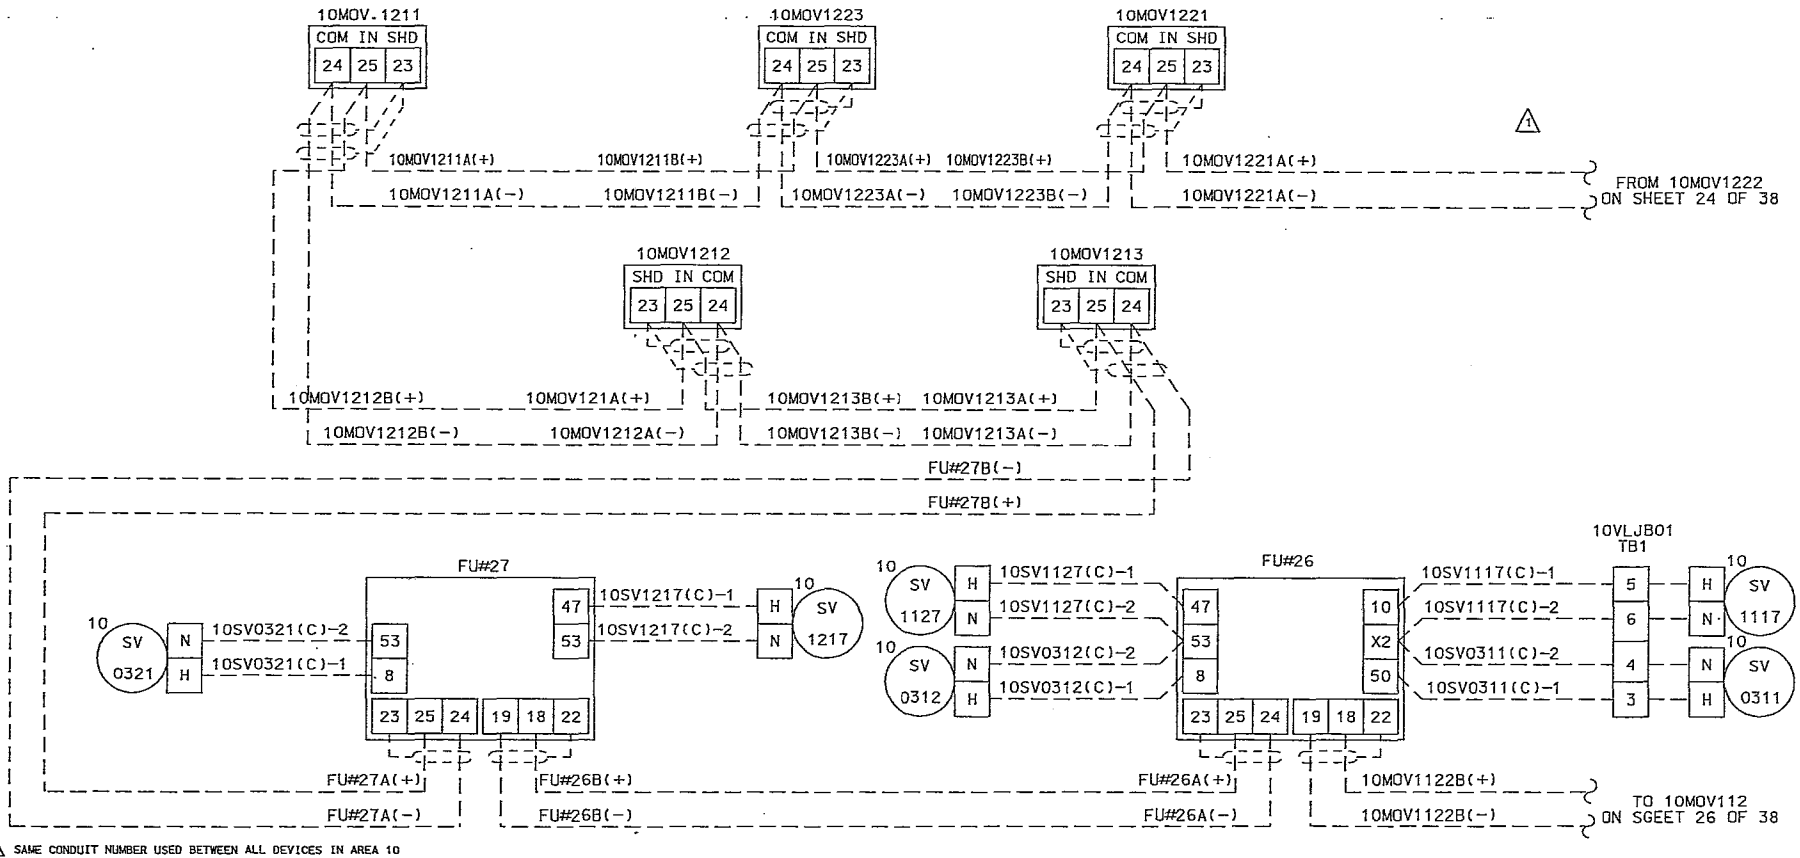 10MOV.1211
COM IN SHD
24 25 23
10MOV1223
COM IN SHD
24 25 23
10MOV1221
COM IN SHD
24 25 23
1
10MOV1211A(+)
10MOV1211B(+)
10MOV1223A(+)
10MOV1223B(+)
10MOV1221A(+)
10MOV1211A(-)
10MOV1211B(-)
10MOV1223A(-)
10MOV1223B(-)
10MOV1221A(-)
FROM 10MOV1222
ON SHEET 24 OF 38
10MOV1212
SHD IN COM
23 25 24
10MOV1213
SHD IN COM
23 25 24
10MOV1212B(+)
10MOV121A(+)
10MOV1213B(+)
10MOV1213A(+)
10MOV1212B(-)
10MOV1212A(-)
10MOV1213B(-)
10MOV1213A(-)
FU#27B(-)
FU#27B(+)
10
SV
0321
N
H
10SV0321(C)-2
10SV0321(C)-1
FU#27
53
8
47
53
23 25 24
19 18 22
10SV1217(C)-1
10SV1217(C)-2
H
N
10
SV
1217
10
SV
1127
H
N
10SV1127(C)-1
10SV1127(C)-2
10
SV
0312
N
H
10SV0312(C)-2
10SV0312(C)-1
FU#26
47
53
8
10
X2
50
23 25 24
19 18 22
10SV1117(C)-1
10SV1117(C)-2
10SV0311(C)-2
10SV0311(C)-1
10VLJB01
TB1
5
6
4
3
H
N
10
SV
1117
N
H
10
SV
0311
FU#27A(+)
FU#26B(+)
FU#26A(+)
10MOV1122B(+)
FU#27A(-)
FU#26B(-)
FU#26A(-)
10MOV1122B(-)
TO 10MOV112
ON SGEET 26 OF 38
SAME CONDUIT NUMBER USED BETWEEN ALL DEVICES IN AREA 10